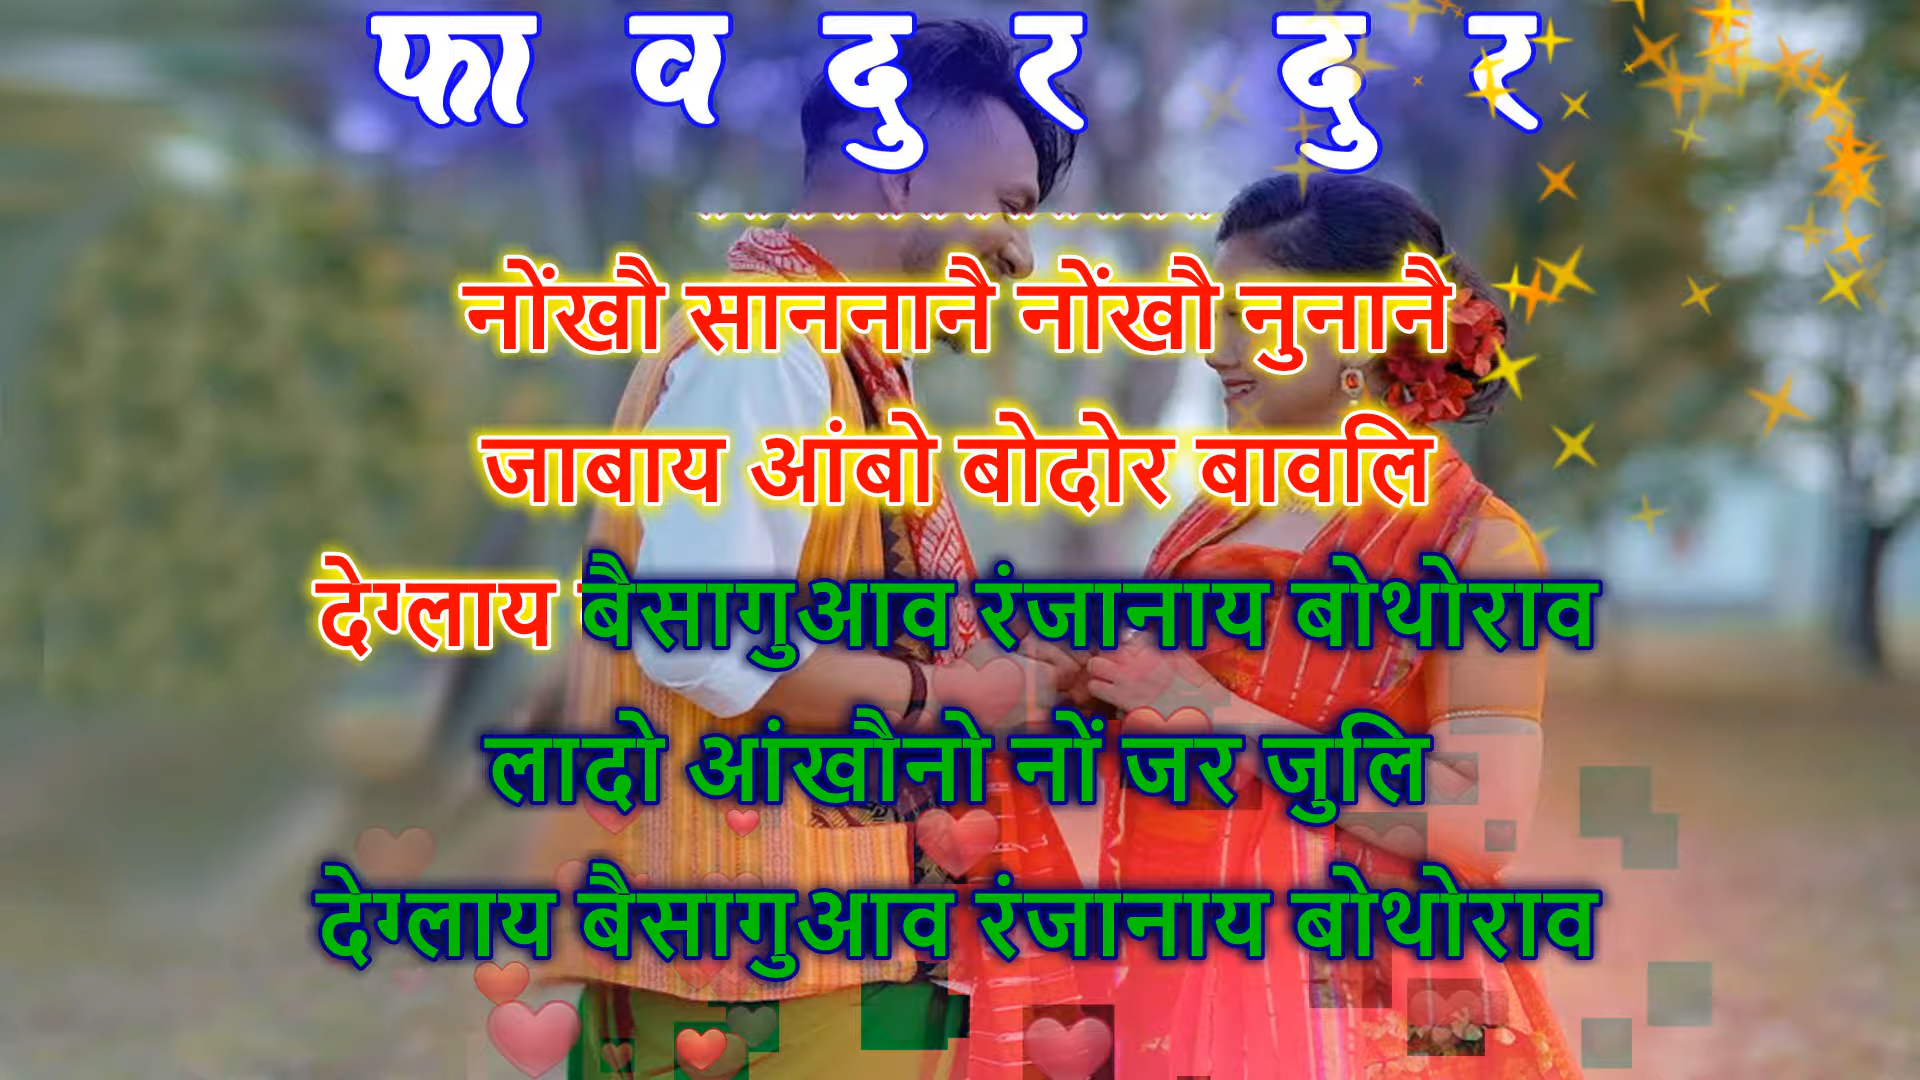 फा व दु र दु र
नोंखौ साननानै नोंखौ नुनानै
जाबाय आंबो बोदोर बावलि
देग्लाय बैसागुआव रंजानाय बोथोराव
लादो आंखौनो नों जर जुलि
देग्लाय बैसागुआव रंजानाय बोथोराव